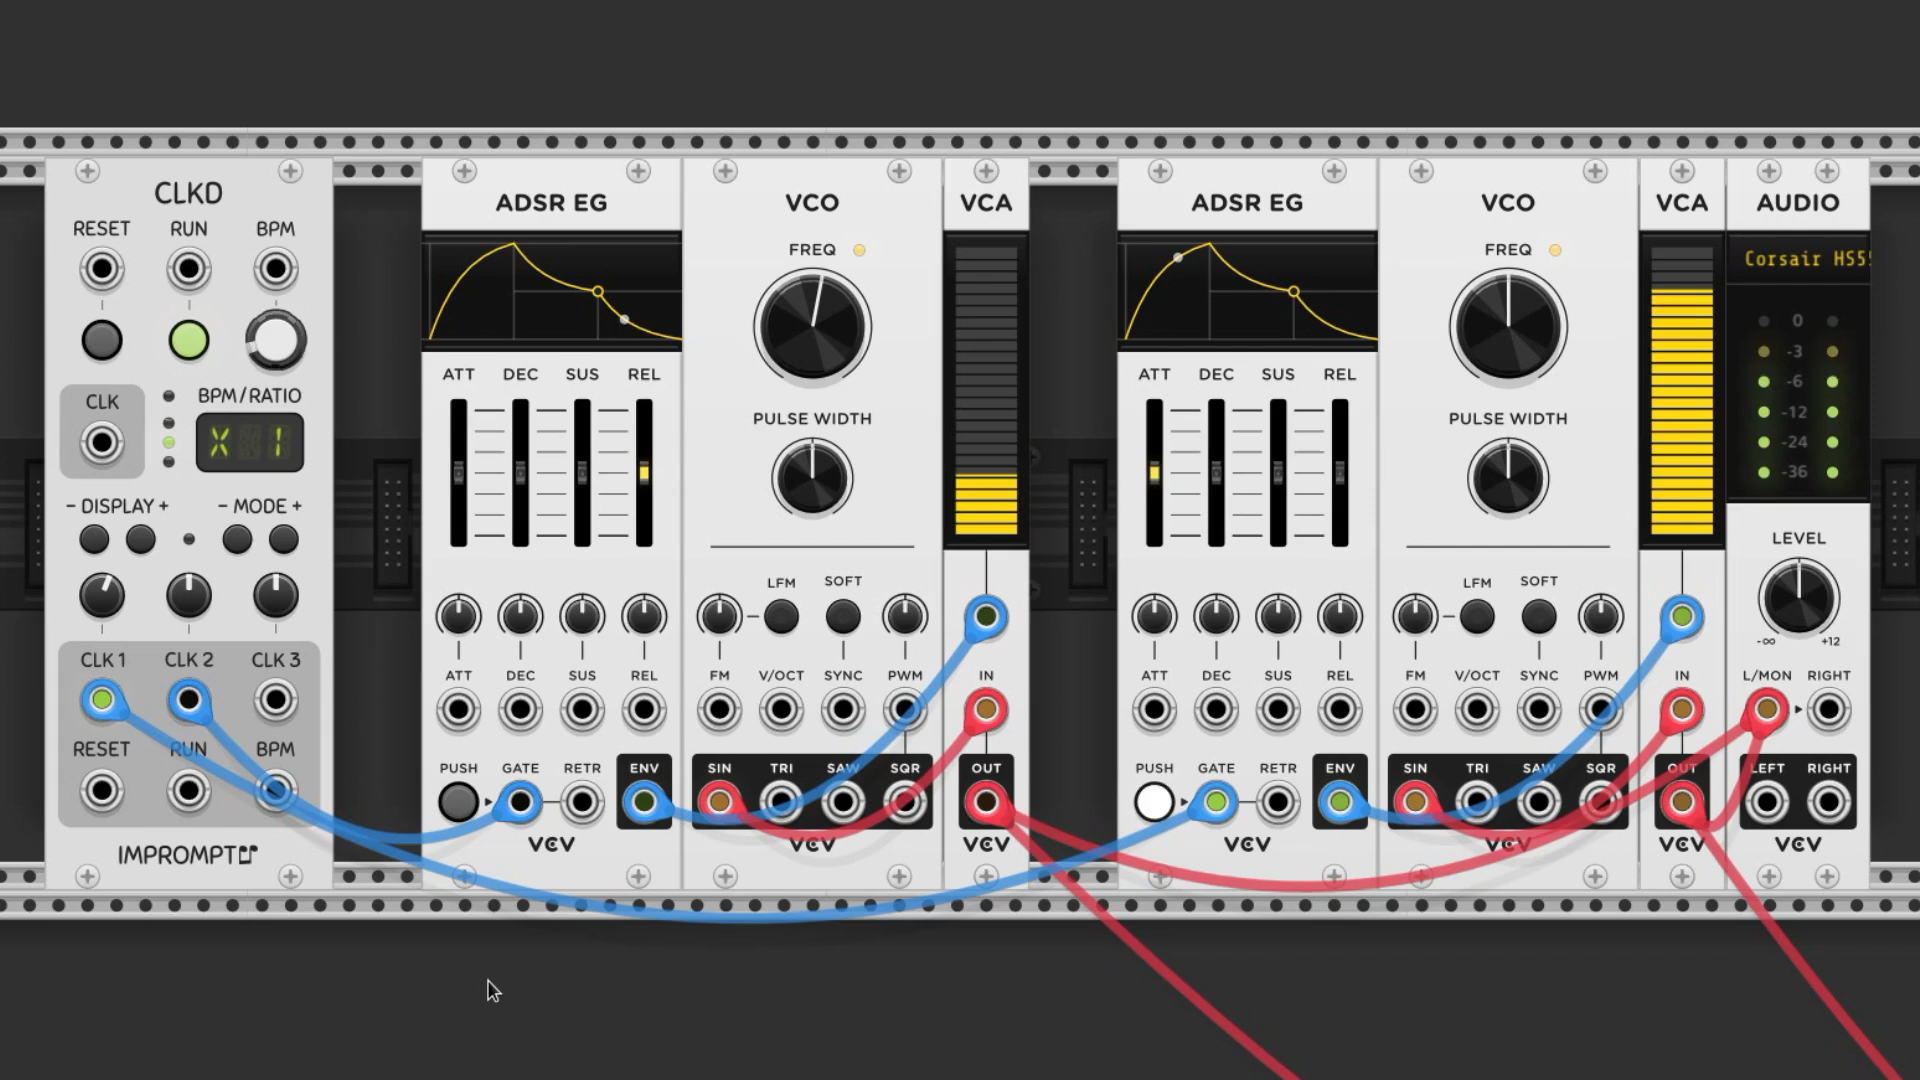 CLKD
RESET RUN BPM
CLK
BPM/RATIO
X 1
- DISPLAY +
- MODE +
CLK 1 CLK 2 CLK 3
RESET RUN BPM
IMPROMPTU
ADSR EG
ATT DEC SUS REL
ATT DEC SUS REL
PUSH GATE RETR ENV
VCV
VCO
FREQ
PULSE WIDTH
LFM SOFT
FM V/OCT SYNC PWM
SIN TRI SAW SQR
VCV
VCA
IN
OUT
VCV
ADSR EG
ATT DEC SUS REL
ATT DEC SUS REL
PUSH GATE RETR ENV
VCV
VCO
FREQ
PULSE WIDTH
LFM SOFT
FM V/OCT SYNC PWM
SIN TRI SAW SQR
VCV
VCA
IN
OUT
VCV
AUDIO
Corsair HS5
0
-3
-6
-12
-24
-36
LEVEL
-∞ +12
L/MON RIGHT
LEFT RIGHT
VCV